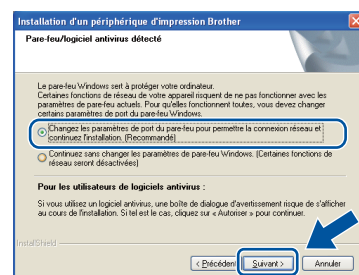 Installation d'un périphérique d'impression Brother
Pare-feu/logiciel antivirus détecté
Le pare-feu Windows sert à protéger votre ordinateur.
Certaines fonctions de réseau de votre appareil risquent de ne pas fonctionner avec les
paramètres de pare-feu actuels. Pour qu'elles fonctionnent toutes, vous devez changer
certains paramètres de port du pare-feu Windows.
Changez les paramètres de port du pare-feu pour permettre la connexion réseau et
continuez l'installation. (Recommandé)
Continuez sans changer les paramètres de pare-feu Windows. (Certaines fonctions de
réseau seront désactivées)
Pour les utilisateurs de logiciels antivirus :
Si vous utilisez un logiciel antivirus, une boîte de dialogue d'avertissement risque de s'afficher
au cours de l'installation. Si tel est le cas, cliquez sur « Autoriser » pour continuer.
InstallShield
< Précédent Suivant > Annuler